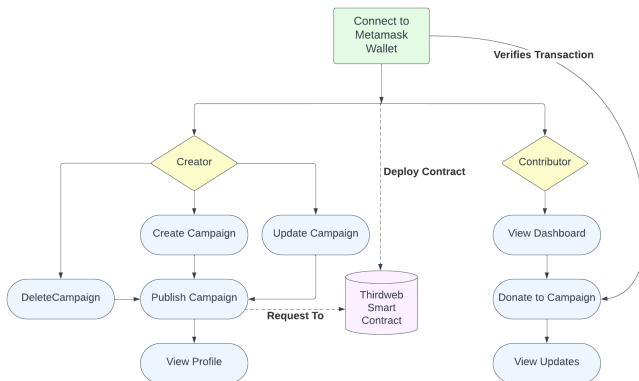 Connect to
Metamask
Wallet
Verifies Transaction
Creator
Contributor
Deploy Contract
Create Campaign
Update Campaign
View Dashboard
DeleteCampaign
Publish Campaign
Thirdweb
Smart
Contract
Donate to Campaign
Request To
View Profile
View Updates